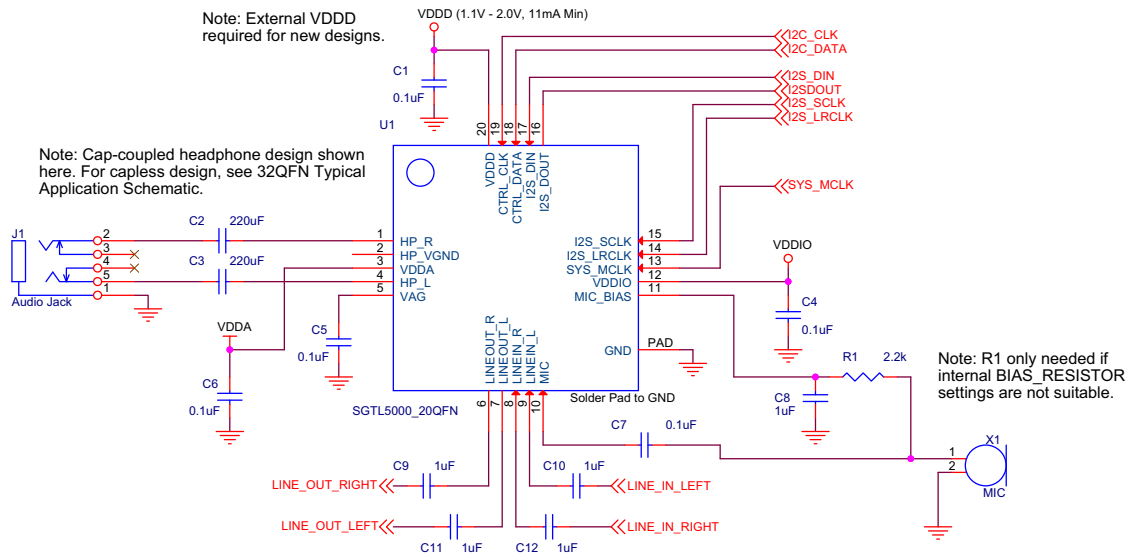 Note: External VDDD
required for new designs.
VDDD (1.1V - 2.0V, 11mA Min)
C1
0.1uF
I2C_CLK
I2C_DATA
I2S_DIN
I2SDOUT
I2S_SCLK
I2S_LRCLK
SYS_MCLK
U1
20
19
18
17
16
VDDD
CTRL_CLK
CTRL_DATA
I2S_DIN
I2S_DOUT
Note: Cap-coupled headphone design shown
here. For capless design, see 32QFN Typical
Application Schematic.
J1
2
3
4
5
1
Audio Jack
C2
220uF
C3
220uF
1
2
3
4
5
HP_R
HP_VGND
VDDA
HP_L
VAG
I2S_SCLK
I2S_LRCLK
SYS_MCLK
VDDIO
MIC_BIAS
15
14
13
12
11
VDDIO
C4
0.1uF
VDDA
C6
0.1uF
C5
0.1uF
LINEOUT_R
LINEOUT_L
LINEIN_R
LINEIN_L
MIC
GND
PAD
Solder Pad to GND
6
7
8
9
10
SGTL5000_20QFN
R1
2.2k
C8
1uF
Note: R1 only needed if
internal BIAS_RESISTOR
settings are not suitable.
C7
0.1uF
X1
1
2
MIC
C9
1uF
LINE_OUT_RIGHT
C10
1uF
LINE_IN_LEFT
LINE_OUT_LEFT
C11
1uF
C12
1uF
LINE_IN_RIGHT